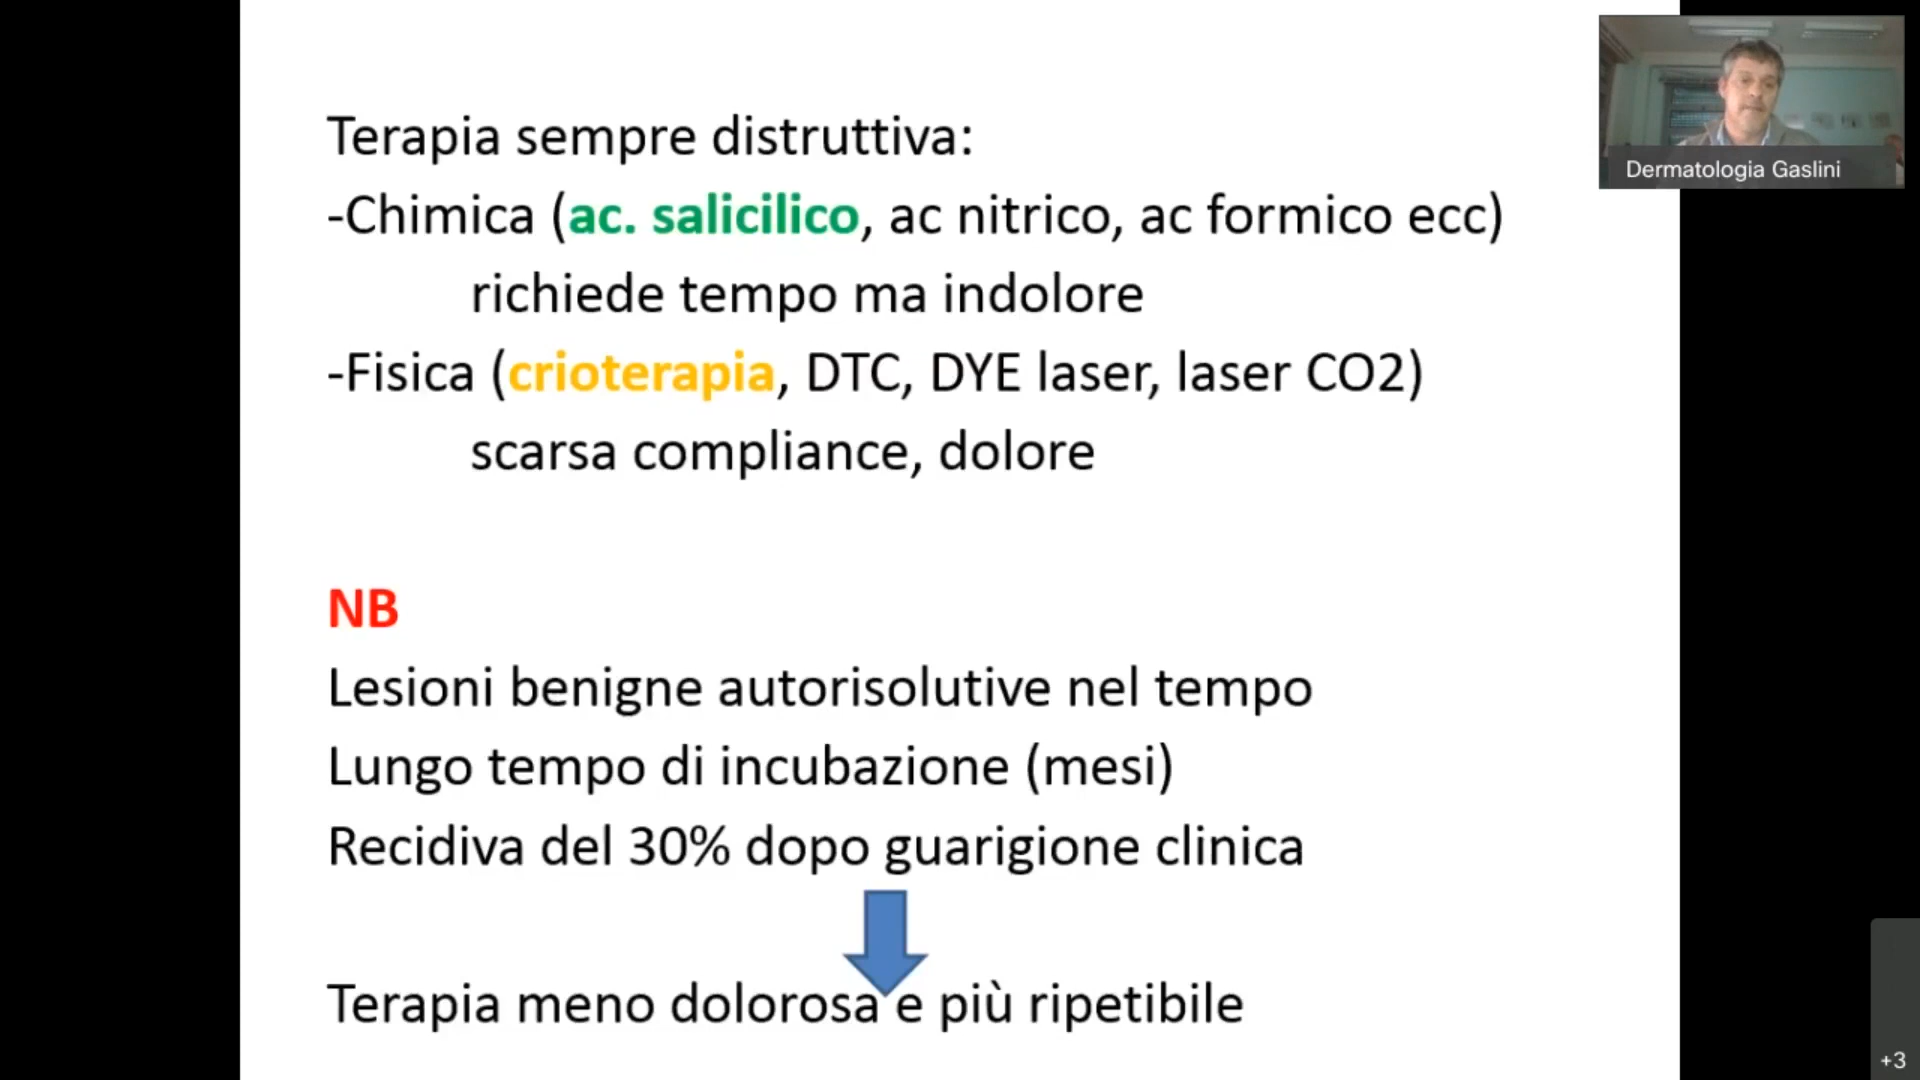 Terapia sempre distruttiva:
-Chimica (ac. salicilico, ac nitrico, ac formico ecc)
richiede tempo ma indolore
-Fisica (crioterapia, DTC, DYE laser, laser CO2)
scarsa compliance, dolore
NB
Lesioni benigne autorisolutive nel tempo
Lungo tempo di incubazione (mesi)
Recidiva del 30% dopo guarigione clinica
Terapia meno dolorosa e più ripetibile
Dermatologia Gaslini
+3